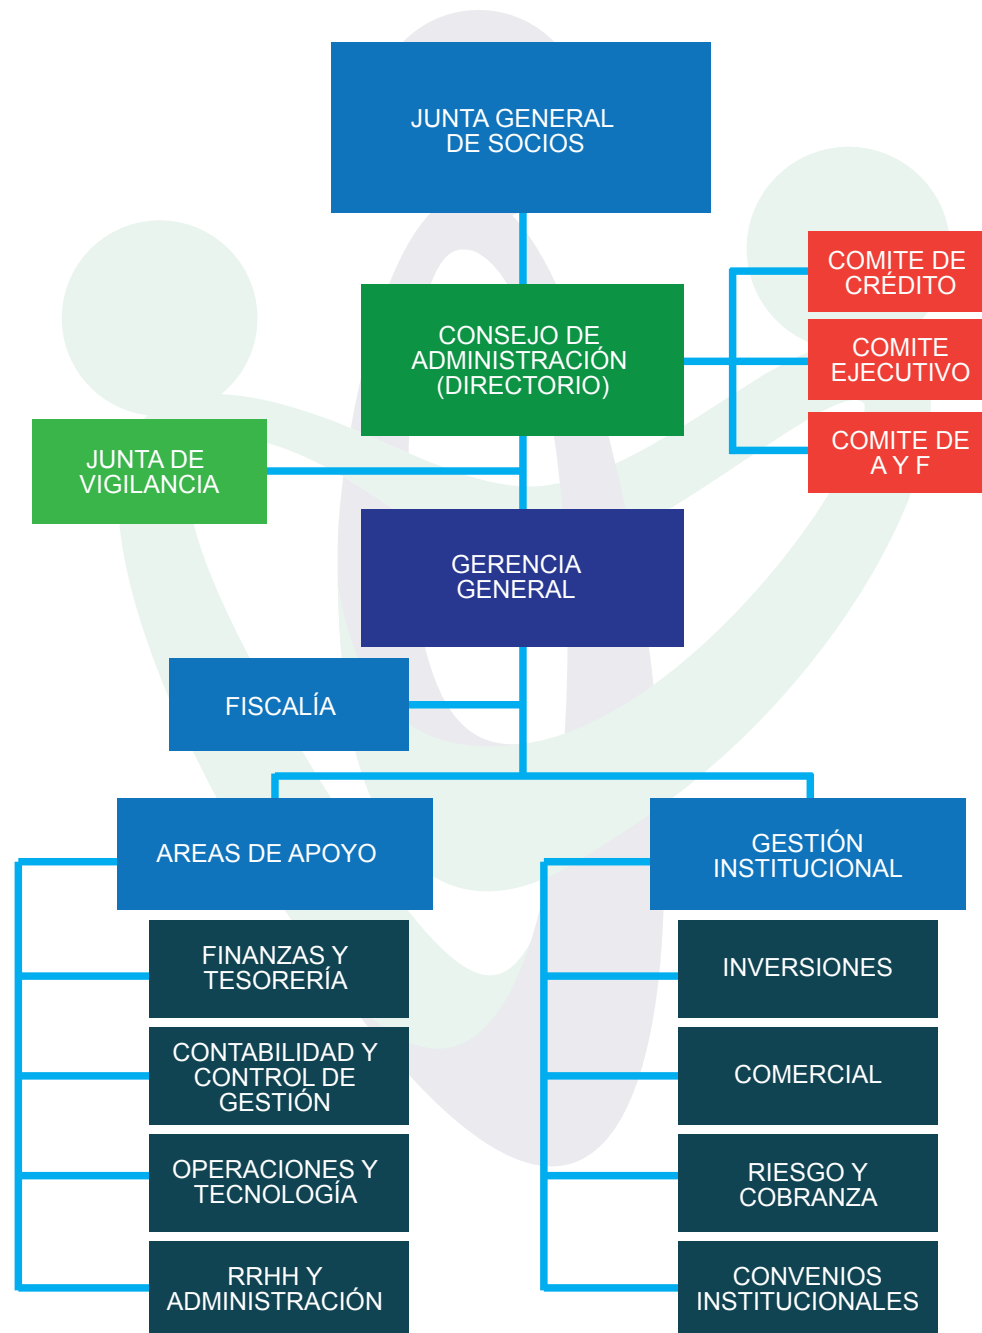 JUNTA GENERAL
DE SOCIOS
CONSEJO DE
ADMINISTRACIÓN
(DIRECTORIO)
COMITE DE
CRÉDITO
COMITE
EJECUTIVO
COMITE DE
A Y F
JUNTA DE
VIGILANCIA
GERENCIA
GENERAL
FISCALÍA
AREAS DE APOYO
FINANZAS Y
TESORERÍA
CONTABILIDAD Y
CONTROL DE
GESTIÓN
OPERACIONES Y
TECNOLOGÍA
RRHH Y
ADMINISTRACIÓN
GESTIÓN
INSTITUCIONAL
INVERSIONES
COMERCIAL
RIESGO Y
COBRANZA
CONVENIOS
INSTITUCIONALES